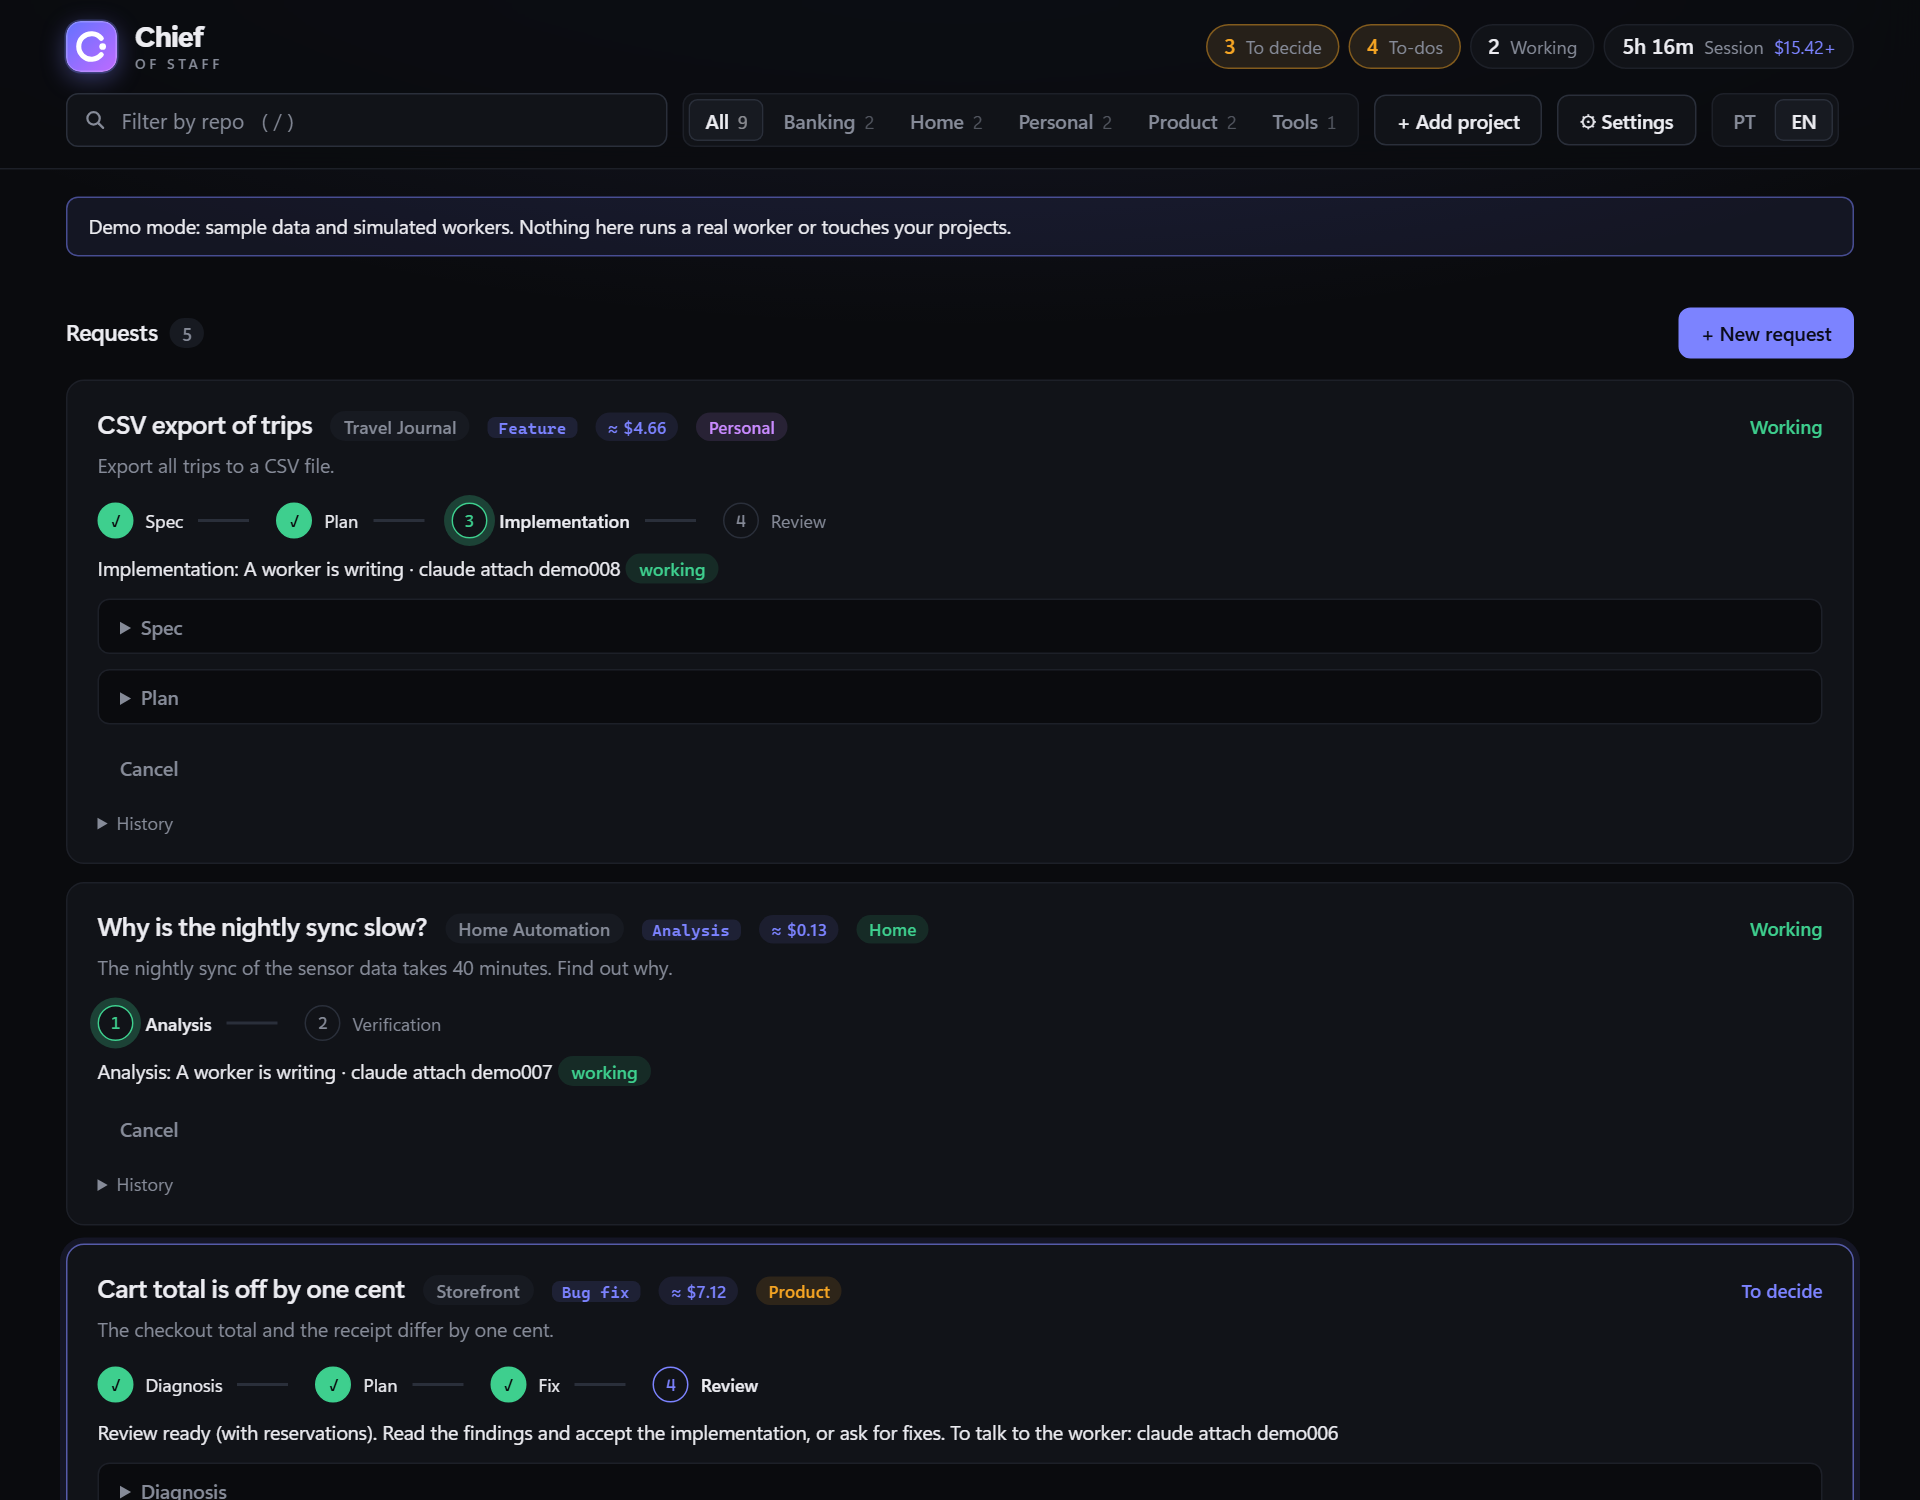 Chief
OF STAFF
3 To decide
4 To-dos
2 Working
5h 16m Session $15.42+
Filter by repo ( / )
All 9
Banking 2
Home 2
Personal 2
Product 2
Tools 1
+ Add project
⚙ Settings
PT
EN
Demo mode: sample data and simulated workers. Nothing here runs a real worker or touches your projects.
Requests 5
+ New request
CSV export of trips Travel Journal Feature ≈ $4.66 Personal Working
Export all trips to a CSV file.
✓ Spec ✓ Plan 3 Implementation 4 Review
Implementation: A worker is writing · claude attach demo008 working
▶ Spec
▶ Plan
Cancel
▶ History
Why is the nightly sync slow? Home Automation Analysis ≈ $0.13 Home Working
The nightly sync of the sensor data takes 40 minutes. Find out why.
1 Analysis 2 Verification
Analysis: A worker is writing · claude attach demo007 working
Cancel
▶ History
Cart total is off by one cent Storefront Bug fix ≈ $7.12 Product To decide
The checkout total and the receipt differ by one cent.
✓ Diagnosis ✓ Plan ✓ Fix 4 Review
Review ready (with reservations). Read the findings and accept the implementation, or ask for fixes. To talk to the worker: claude attach demo006
▶ Diagnosis